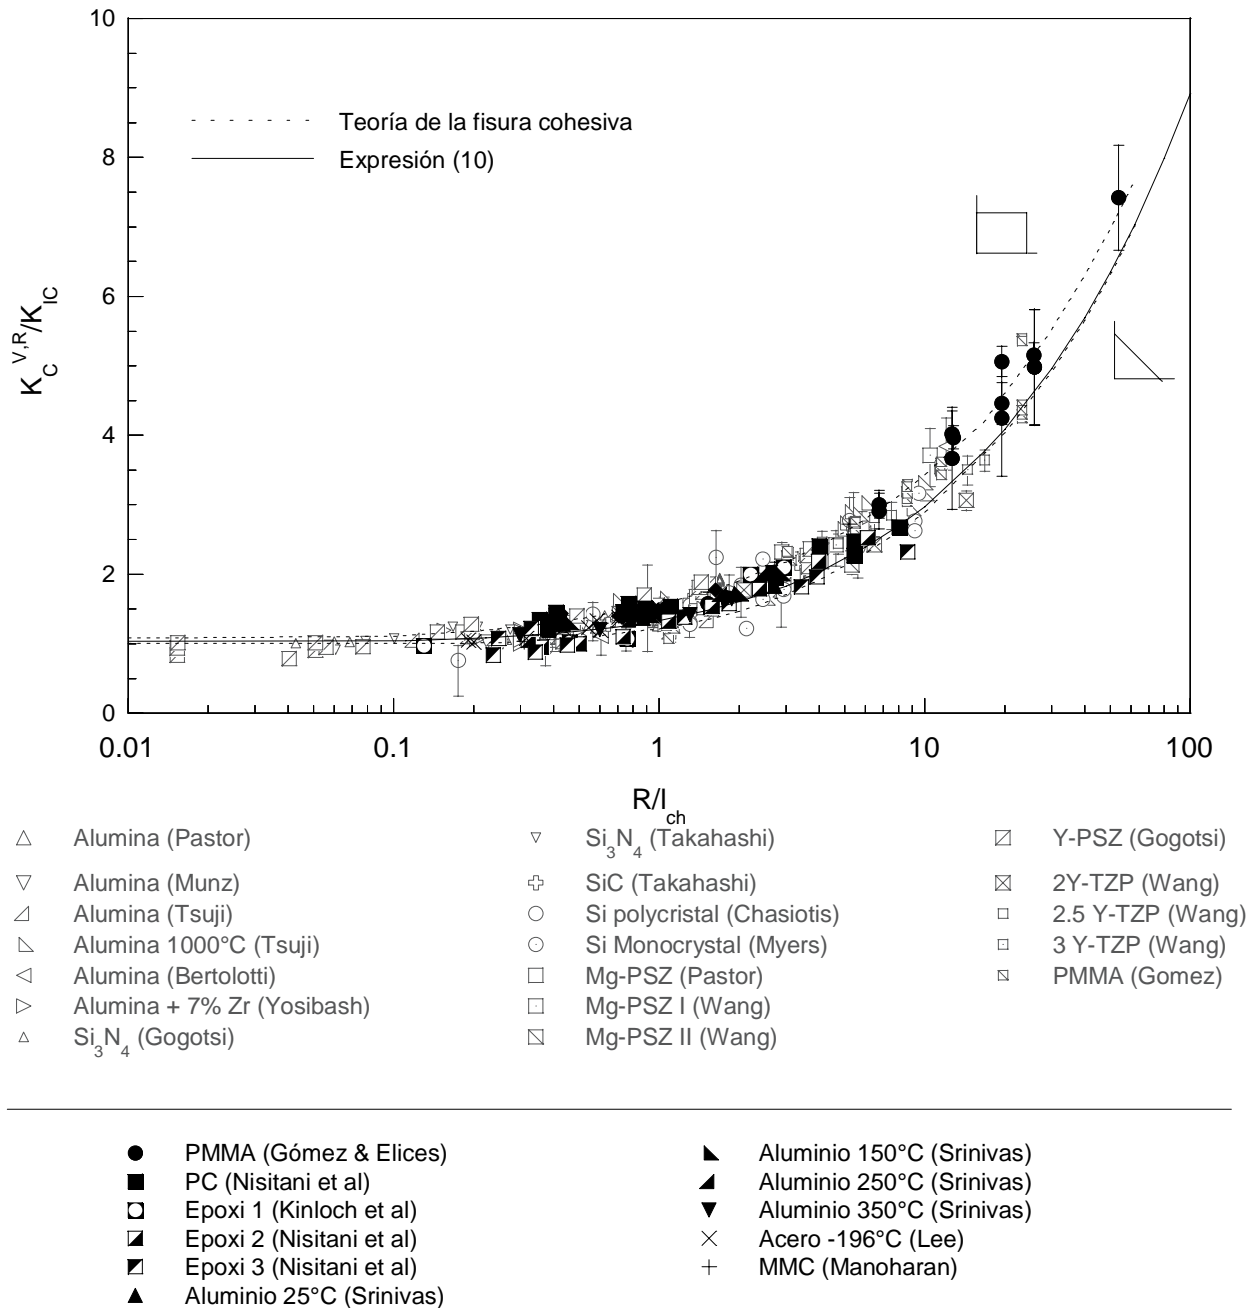 10
8
6
4
2
0
K_C^V,R/K_IC
Teoría de la fisura cohesiva
Expresión (10)
0.01
0.1
1
10
100
R/l_ch
Alumina (Pastor)
Alumina (Munz)
Alumina (Tsuji)
Alumina 1000°C (Tsuji)
Alumina (Bertolotti)
Alumina + 7% Zr (Yosibash)
Si3N4 (Gogotsi)
Si3N4 (Takahashi)
SiC (Takahashi)
Si polycristal (Chasiotis)
Si Monocrystal (Myers)
Mg-PSZ (Pastor)
Mg-PSZ I (Wang)
Mg-PSZ II (Wang)
Y-PSZ (Gogotsi)
2Y-TZP (Wang)
2.5 Y-TZP (Wang)
3 Y-TZP (Wang)
PMMA (Gomez)
PMMA (Gómez & Elices)
PC (Nisitani et al)
Epoxi 1 (Kinloch et al)
Epoxi 2 (Nisitani et al)
Epoxi 3 (Nisitani et al)
Aluminio 25°C (Srinivas)
Aluminio 150°C (Srinivas)
Aluminio 250°C (Srinivas)
Aluminio 350°C (Srinivas)
Acero -196°C (Lee)
MMC (Manoharan)